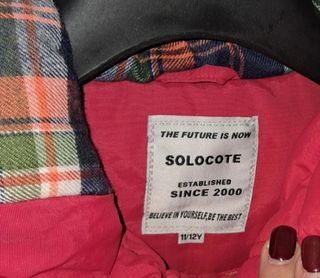 THE FUTURE IS NOW
SOLOCOTE
ESTABLISHED
SINCE 2000
BELIEVE IN YOURSELF,BE THE BEST
11/12Y